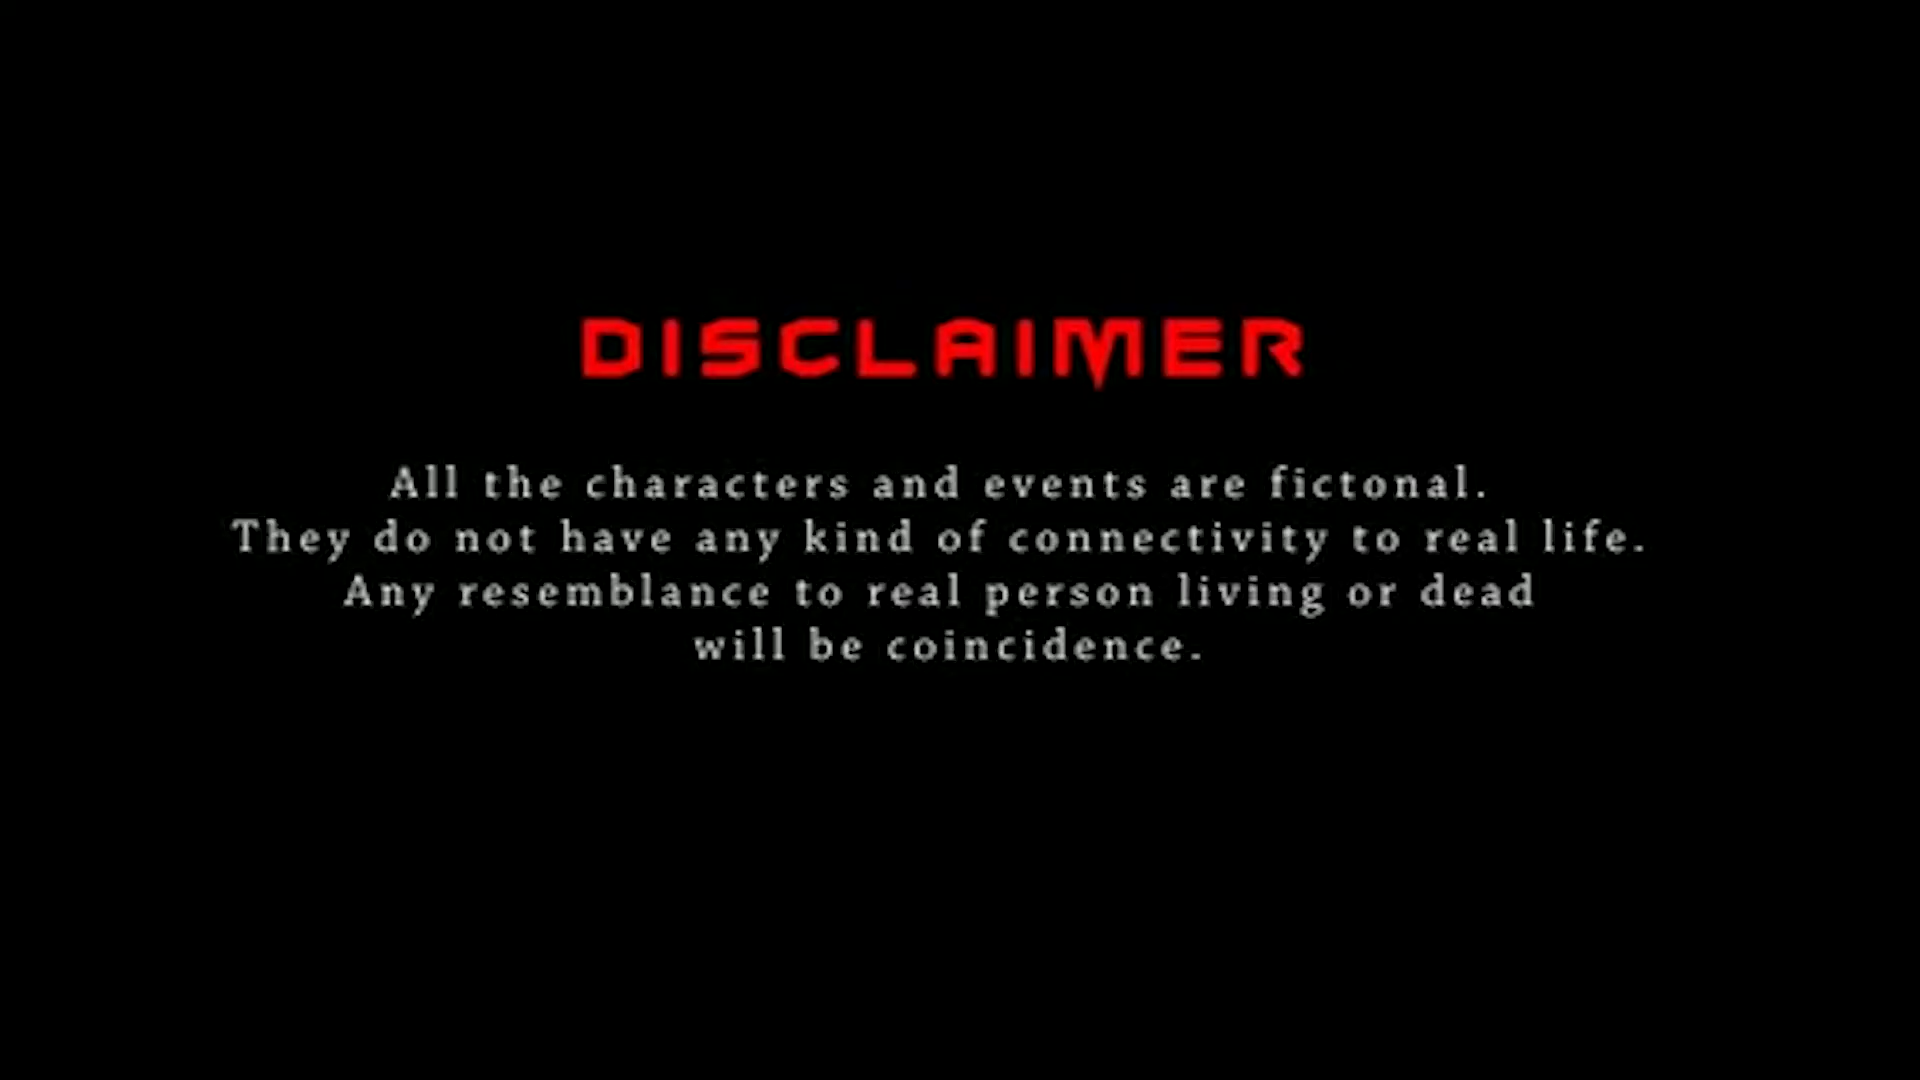 DISCLAIMER
All the characters and events are fictonal.
They do not have any kind of connectivity to real life.
Any resemblance to real person living or dead
will be coincidence.